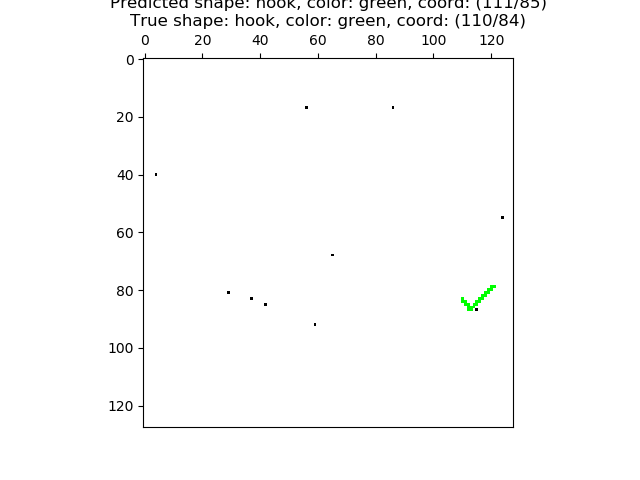 Predicted shape: hook, color: green, coord: (111/85)
True shape: hook, color: green, coord: (110/84)
0 20 40 60 80 100 120
0
20
40
60
80
100
120